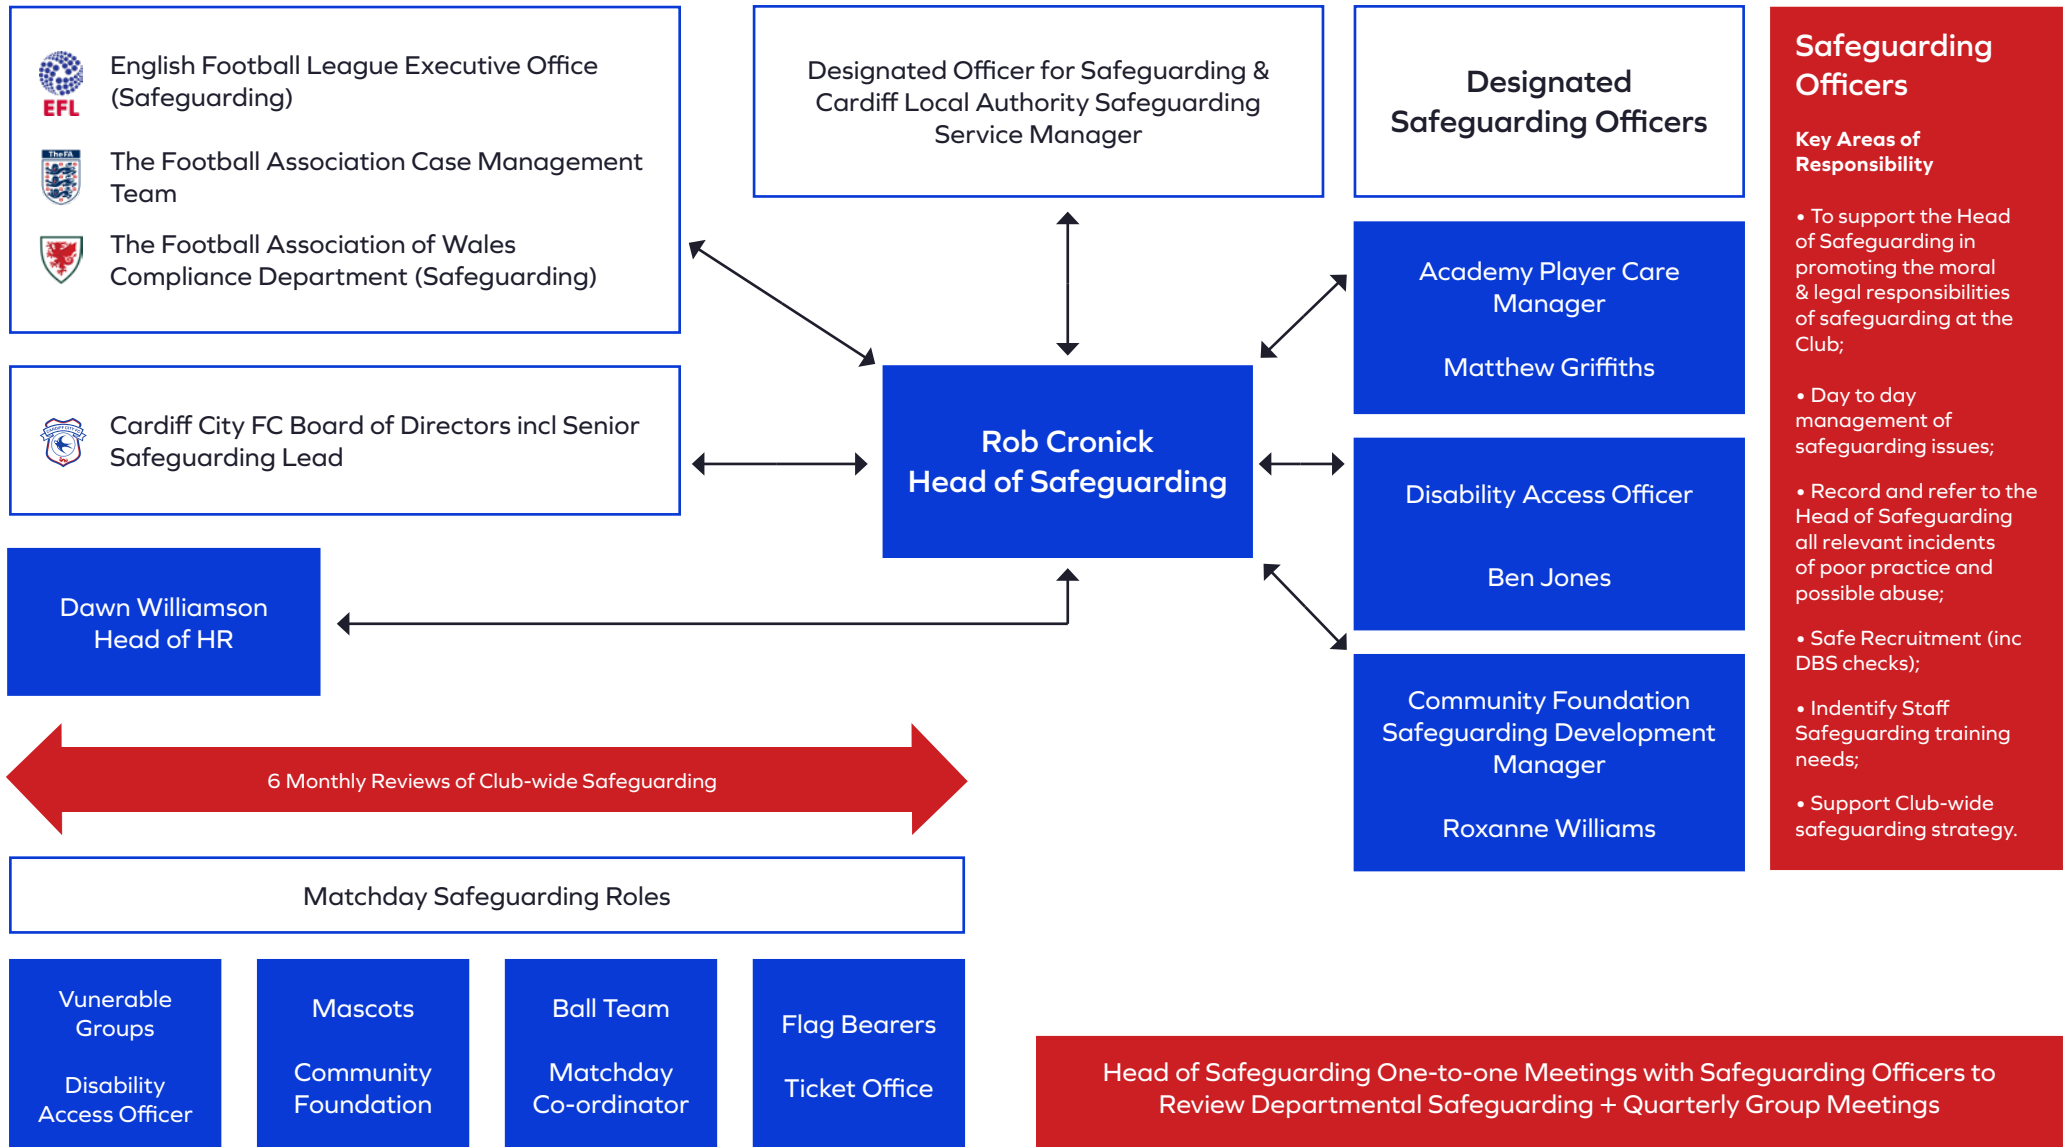 English Football League Executive Office
(Safeguarding)
EFL
The FA
The Football Association Case Management
Team
The Football Association of Wales
Compliance Department (Safeguarding)
Cardiff City FC Board of Directors incl Senior
Safeguarding Lead
Designated Officer for Safeguarding &
Cardiff Local Authority Safeguarding
Service Manager
Rob Cronick
Head of Safeguarding
Dawn Williamson
Head of HR
Designated
Safeguarding Officers
Academy Player Care
Manager
Matthew Griffiths
Disability Access Officer
Ben Jones
Community Foundation
Safeguarding Development
Manager
Roxanne Williams
Safeguarding
Officers
Key Areas of
Responsibility
• To support the Head
of Safeguarding in
promoting the moral
& legal responsibilities
of safeguarding at the
Club;
• Day to day
management of
safeguarding issues;
• Record and refer to the
Head of Safeguarding
all relevant incidents
of poor practice and
possible abuse;
• Safe Recruitment (inc
DBS checks);
• Indentify Staff
Safeguarding training
needs;
• Support Club-wide
safeguarding strategy.
6 Monthly Reviews of Club-wide Safeguarding
Matchday Safeguarding Roles
Vunerable
Groups
Disability
Access Officer
Mascots
Community
Foundation
Ball Team
Matchday
Co-ordinator
Flag Bearers
Ticket Office
Head of Safeguarding One-to-one Meetings with Safeguarding Officers to
Review Departmental Safeguarding + Quarterly Group Meetings